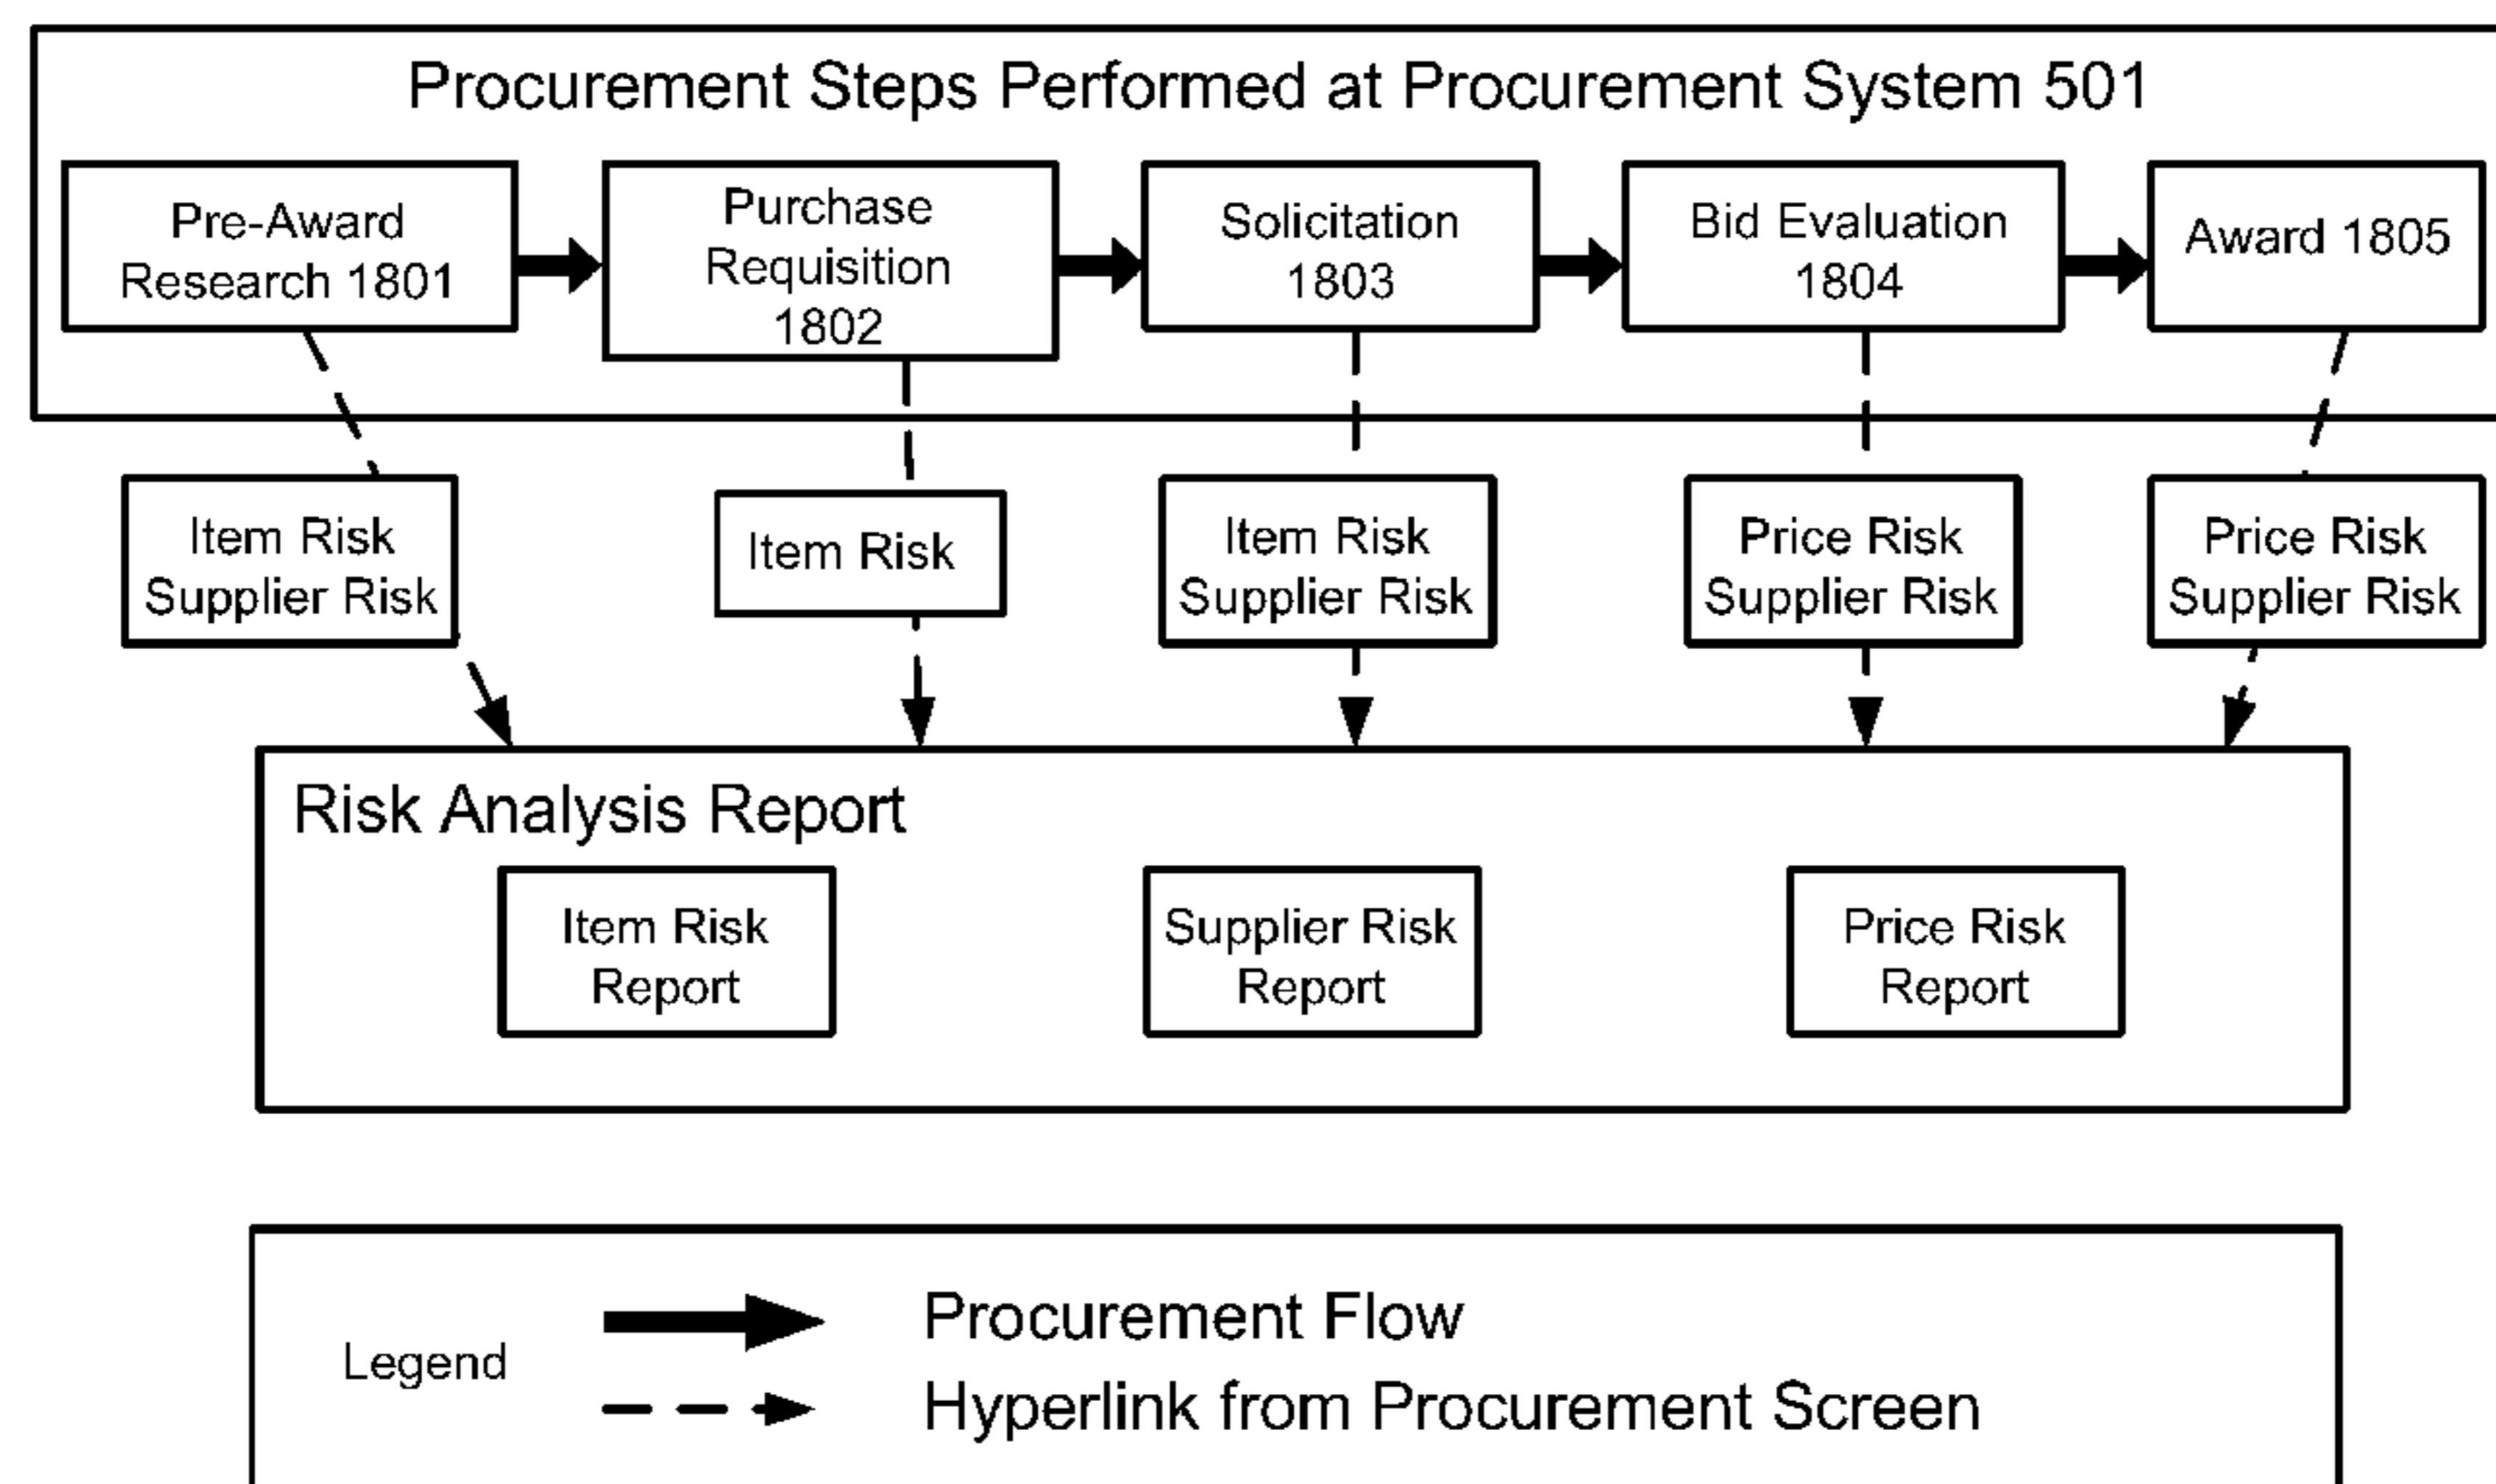 Procurement Steps Performed at Procurement System 501
Pre-Award
Research 1801
Purchase
Requisition
1802
Solicitation
1803
Bid Evaluation
1804
Award 1805
Item Risk
Supplier Risk
Item Risk
Item Risk
Supplier Risk
Price Risk
Supplier Risk
Price Risk
Supplier Risk
Risk Analysis Report
Item Risk
Report
Supplier Risk
Report
Price Risk
Report
Legend
Procurement Flow
Hyperlink from Procurement Screen